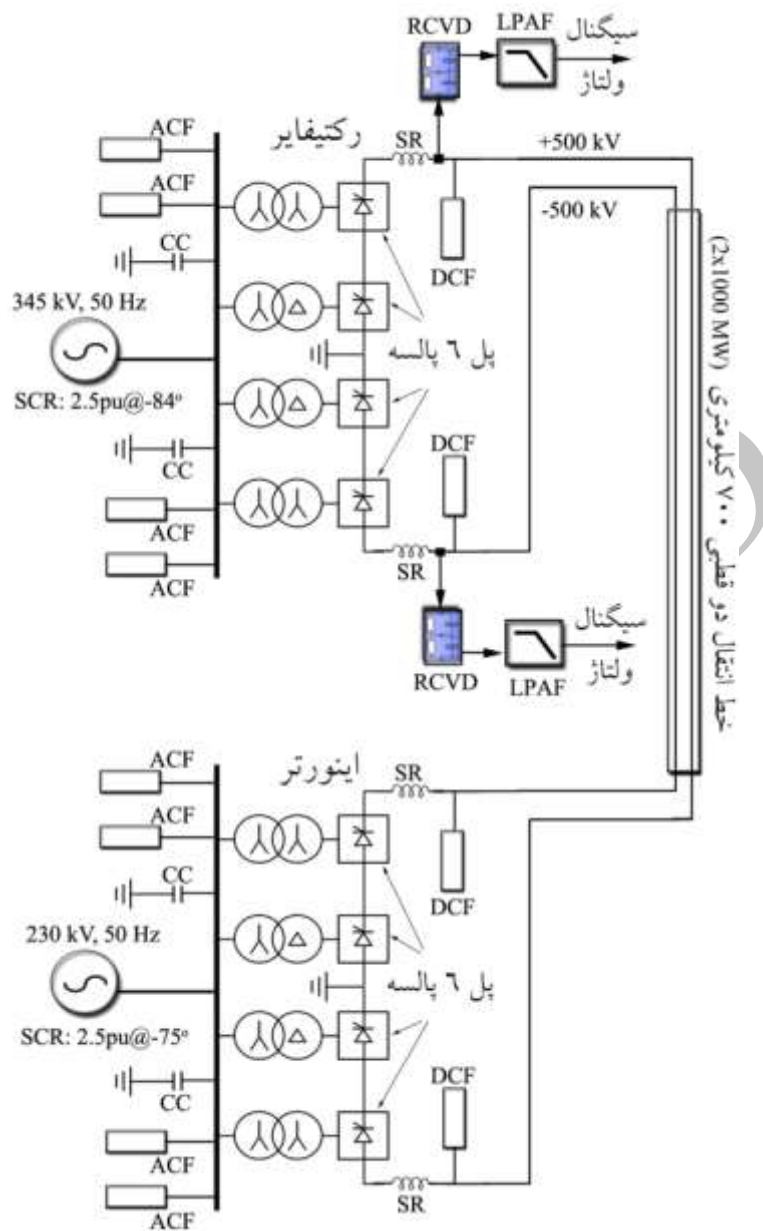 RCVD
LPAF
سیگنال
ولتاژ
ACF
ACF
CC
رکتیفایر
SR
+500 kV
-500 kV
DCF
345 kV, 50 Hz
SCR: 2.5pu@-84°
پل ٦ پالسه
CC
ACF
ACF
DCF
SR
RCVD
LPAF
سیگنال
ولتاژ
خط انتقال دو قطبی ٧٠٠ کیلومتری
(2x1000 MW)
ACF
ACF
CC
اینورتر
SR
DCF
230 kV, 50 Hz
SCR: 2.5pu@-75°
پل ٦ پالسه
CC
ACF
ACF
DCF
SR